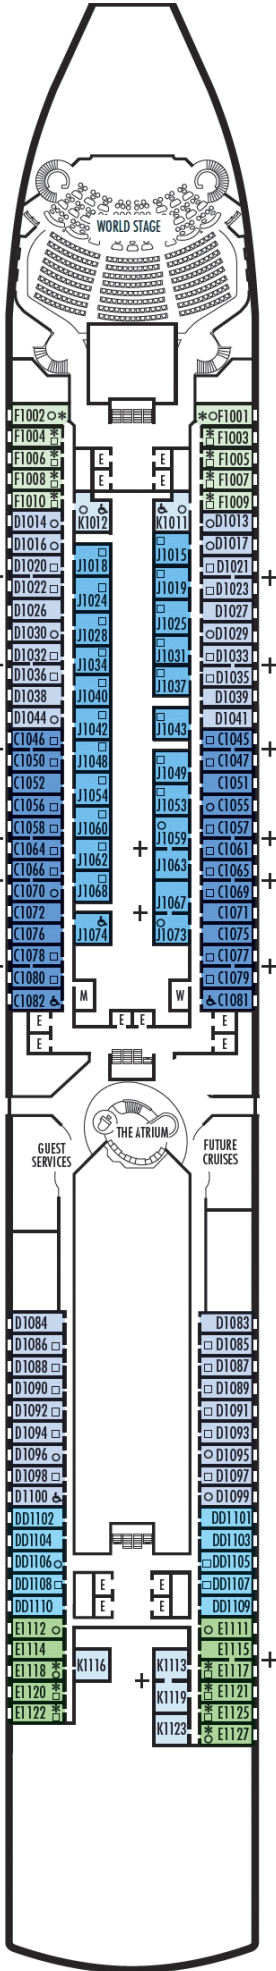 WORLD STAGE
F1002 F1001
F1004 F1003
F1006 E E F1005
F1008 E E F1007
F1010 F1009
D1014 K1012 K1011 D1013
D1016 D1017
D1020 J1018 J1015 D1021
D1022 J1024 J1019 D1023
D1026 J1028 J1025 D1027
D1030 D1029
D1032 J1034 J1031 D1033
D1036 J1037 D1035
D1038 J1040 D1039
D1044 J1042 J1043 D1041
C1046 C1045
C1050 J1048 J1049 C1047
C1052 C1051
C1056 J1054 J1053 C1055
C1058 J1060 J1059 C1057
C1064 J1062 J1063 C1061
C1066 C1065
C1070 J1068 J1067 C1069
C1072 C1071
C1076 J1074 J1073 C1075
C1078 C1077
C1080 M W C1079
C1082 C1081
E E E E
E E
THE ATRIUM
GUEST
SERVICES
FUTURE
CRUISES
D1084 D1083
D1086 D1085
D1088 D1087
D1090 D1089
D1092 D1091
D1094 D1093
D1096 D1095
D1098 D1097
D1100 D1099
DD1102 DD1101
DD1104 DD1103
DD1106 DD1105
DD1108 E E DD1107
DD1110 E E DD1109
E1112 E1111
E1114 K1116 K1113 E1115
E1118 E1117
E1120 K1119 E1121
E1122 K1123 E1125
E1127